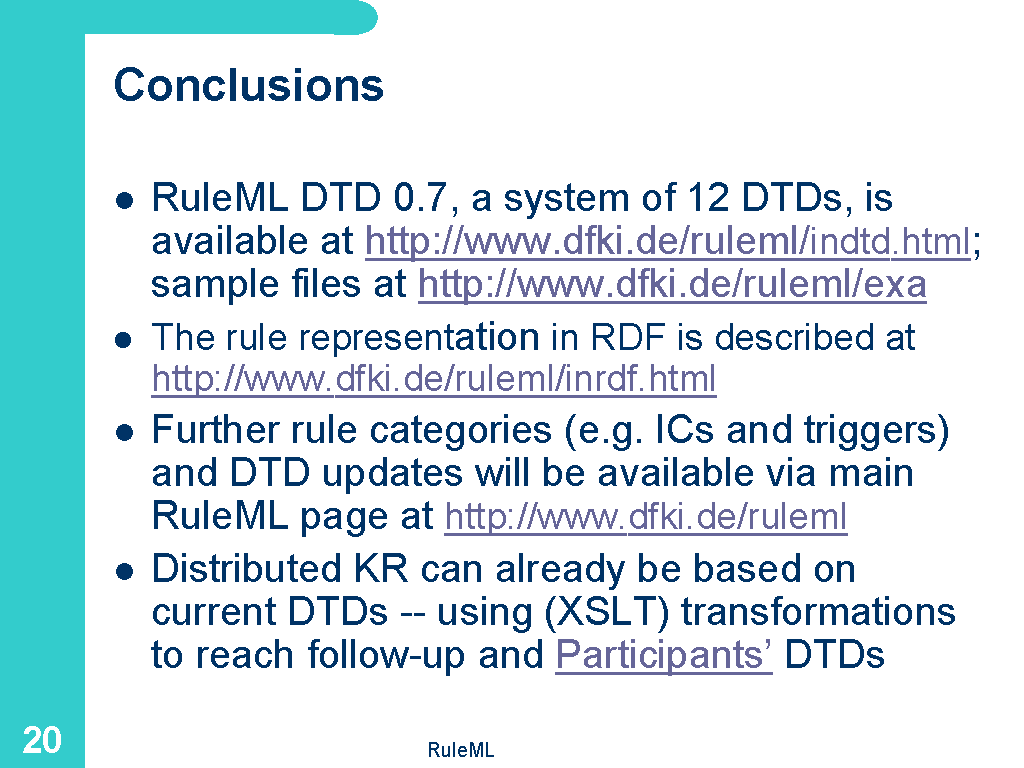 Conclusions
● RuleML DTD 0.7, a system of 12 DTDs, is
available at http://www.dfki.de/ruleml/indtd.html;
sample files at http://www.dfki.de/ruleml/exa
● The rule representation in RDF is described at
http://www.dfki.de/ruleml/inrdf.html
● Further rule categories (e.g. ICs and triggers)
and DTD updates will be available via main
RuleML page at http://www.dfki.de/ruleml
● Distributed KR can already be based on
current DTDs -- using (XSLT) transformations
to reach follow-up and Participants’ DTDs
20
RuleML